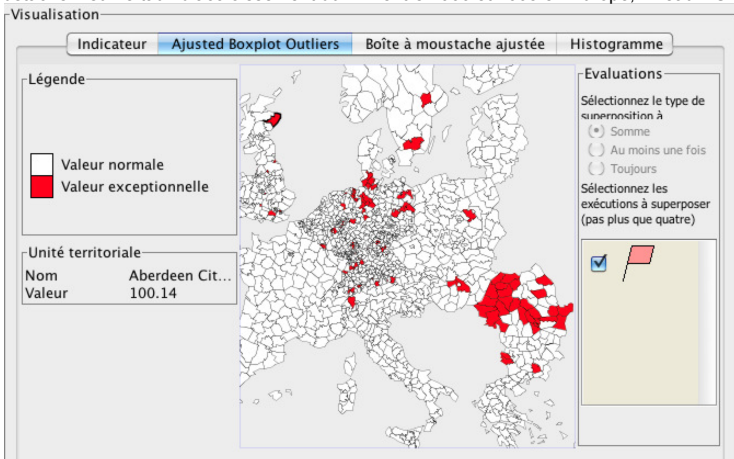 Visualisation
Indicateur
Ajusted Boxplot Outliers
Boîte à moustache ajustée
Histogramme
Légende
Valeur normale
Valeur exceptionnelle
Unité territoriale
Nom Aberdeen Cit...
Valeur 100.14
Evaluations
Sélectionnez le type de
superposition à
Somme
Au moins une fois
Toujours
Sélectionnez les
exécutions à superposer
(pas plus que quatre)